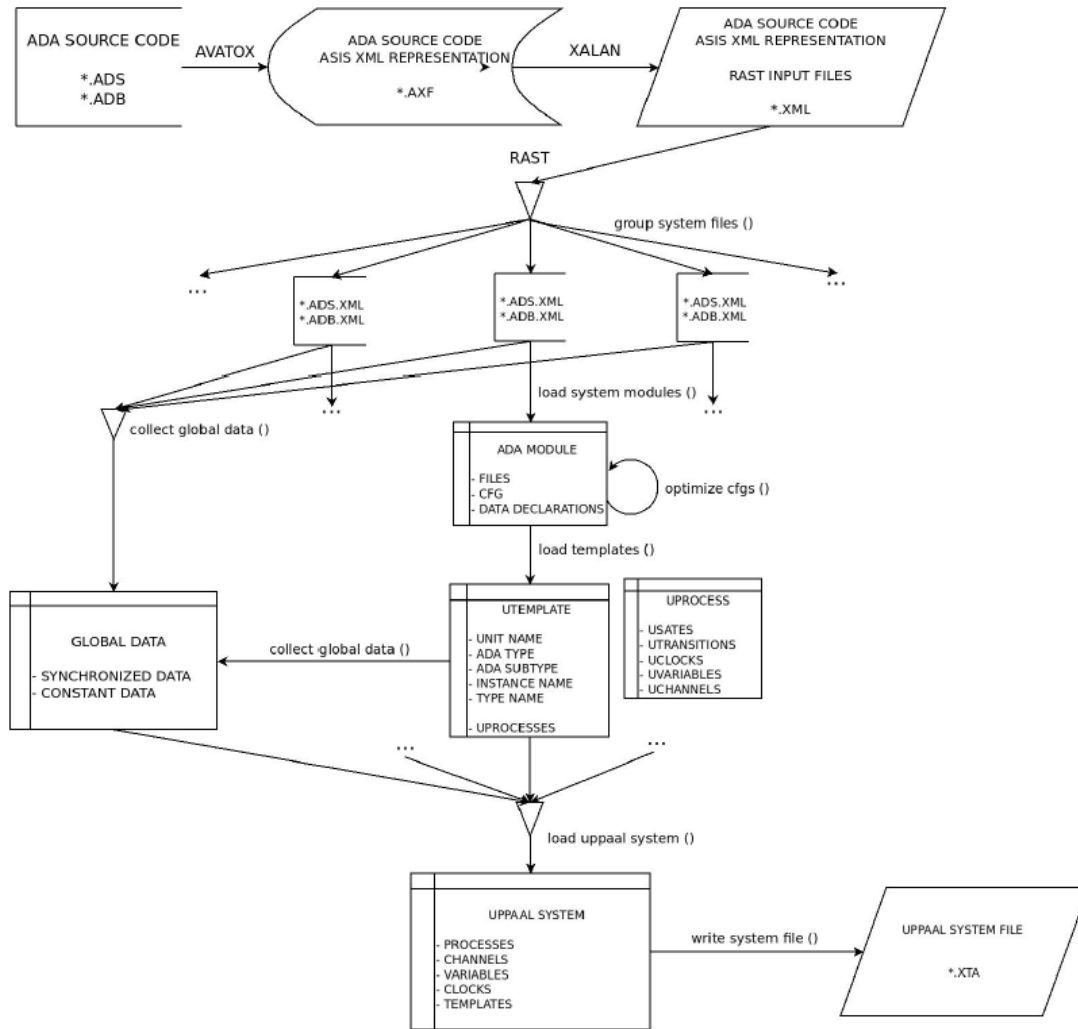 ADA SOURCE CODE
*.ADS
*.ADB
AVATOX
ADA SOURCE CODE
ASIS XML REPRESENTATION
*.AXF
XALAN
ADA SOURCE CODE
ASIS XML REPRESENTATION
RAST INPUT FILES
*.XML
RAST
group system files ()
...
...
*.ADS.XML
*.ADB.XML
*.ADS.XML
*.ADB.XML
*.ADS.XML
*.ADB.XML
load system modules ()
...
...
collect global data ()
ADA MODULE
- FILES
- CFG
- DATA DECLARATIONS
optimize cfgs ()
load templates ()
GLOBAL DATA
- SYNCHRONIZED DATA
- CONSTANT DATA
collect global data ()
UTEMPLATE
- UNIT NAME
- ADA TYPE
- ADA SUBTYPE
- INSTANCE NAME
- TYPE NAME
- UPROCESSES
UPROCESS
- USATES
- UTRANSITIONS
- UCLOCKS
- UVARIABLES
- UCHANNELS
...
...
load uppaal system ()
UPPAAL SYSTEM
- PROCESSES
- CHANNELS
- VARIABLES
- CLOCKS
- TEMPLATES
write system file ()
UPPAAL SYSTEM FILE
*.XTA